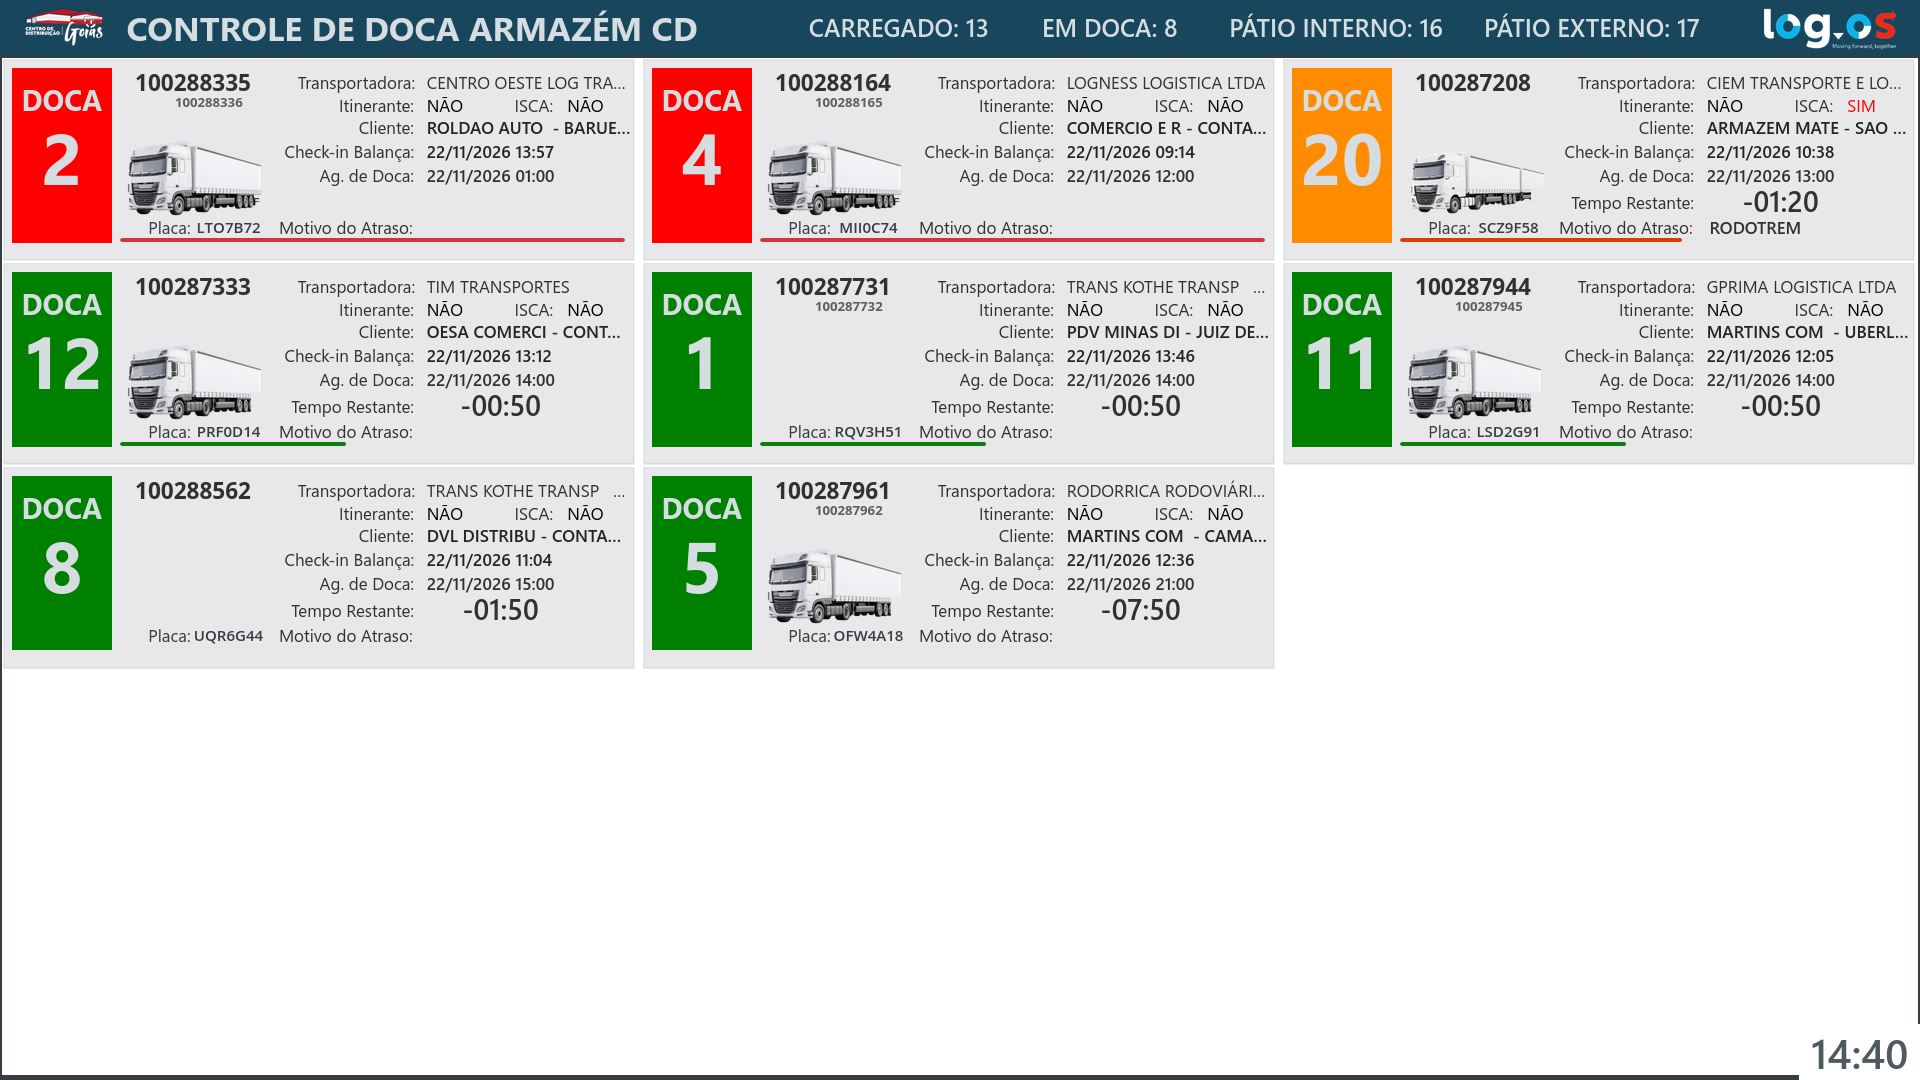 CENTRO DE DISTRIBUIÇÃO Goiás
CONTROLE DE DOCA ARMAZÉM CD
CARREGADO: 13
EM DOCA: 8
PÁTIO INTERNO: 16
PÁTIO EXTERNO: 17
log.os
Moving forward, together
DOCA
2
100288335
100288336
Transportadora: CENTRO OESTE LOG TRA...
Itinerante: NÃO ISCA: NÃO
Cliente: ROLDAO AUTO - BARUE...
Check-in Balança: 22/11/2026 13:57
Ag. de Doca: 22/11/2026 01:00
Placa: LTO7B72 Motivo do Atraso:
DOCA
4
100288164
100288165
Transportadora: LOGNESS LOGISTICA LTDA
Itinerante: NÃO ISCA: NÃO
Cliente: COMERCIO E R - CONTA...
Check-in Balança: 22/11/2026 09:14
Ag. de Doca: 22/11/2026 12:00
Placa: MII0C74 Motivo do Atraso:
DOCA
20
100287208
Transportadora: CIEM TRANSPORTE E LO...
Itinerante: NÃO ISCA: SIM
Cliente: ARMAZEM MATE - SAO ...
Check-in Balança: 22/11/2026 10:38
Ag. de Doca: 22/11/2026 13:00
Tempo Restante: -01:20
Placa: SCZ9F58 Motivo do Atraso: RODOTREM
DOCA
12
100287333
Transportadora: TIM TRANSPORTES
Itinerante: NÃO ISCA: NÃO
Cliente: OESA COMERCI - CONT...
Check-in Balança: 22/11/2026 13:12
Ag. de Doca: 22/11/2026 14:00
Tempo Restante: -00:50
Placa: PRF0D14 Motivo do Atraso:
DOCA
1
100287731
100287732
Transportadora: TRANS KOTHE TRANSP ...
Itinerante: NÃO ISCA: NÃO
Cliente: PDV MINAS DI - JUIZ DE...
Check-in Balança: 22/11/2026 13:46
Ag. de Doca: 22/11/2026 14:00
Tempo Restante: -00:50
Placa: RQV3H51 Motivo do Atraso:
DOCA
11
100287944
100287945
Transportadora: GPRIMA LOGISTICA LTDA
Itinerante: NÃO ISCA: NÃO
Cliente: MARTINS COM - UBERL...
Check-in Balança: 22/11/2026 12:05
Ag. de Doca: 22/11/2026 14:00
Tempo Restante: -00:50
Placa: LSD2G91 Motivo do Atraso:
DOCA
8
100288562
Transportadora: TRANS KOTHE TRANSP ...
Itinerante: NÃO ISCA: NÃO
Cliente: DVL DISTRIBU - CONTA...
Check-in Balança: 22/11/2026 11:04
Ag. de Doca: 22/11/2026 15:00
Tempo Restante: -01:50
Placa: UQR6G44 Motivo do Atraso:
DOCA
5
100287961
100287962
Transportadora: RODORRICA RODOVIÁRI...
Itinerante: NÃO ISCA: NÃO
Cliente: MARTINS COM - CAMA...
Check-in Balança: 22/11/2026 12:36
Ag. de Doca: 22/11/2026 21:00
Tempo Restante: -07:50
Placa: OFW4A18 Motivo do Atraso:
14:40